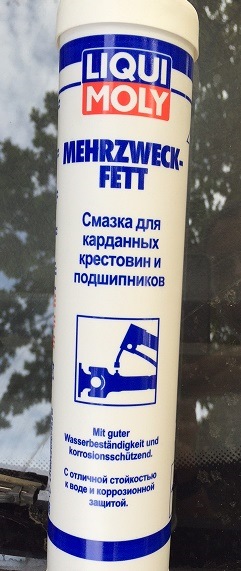 LIQUI
MOLY
MEHRZWECK-
FETT
Смазка для
карданных
крестовин и
подшипников
Mit guter
Wasserbeständigkeit und
korrosionsschützend.
С отличной стойкостью
к воде и коррозионной
защитой.